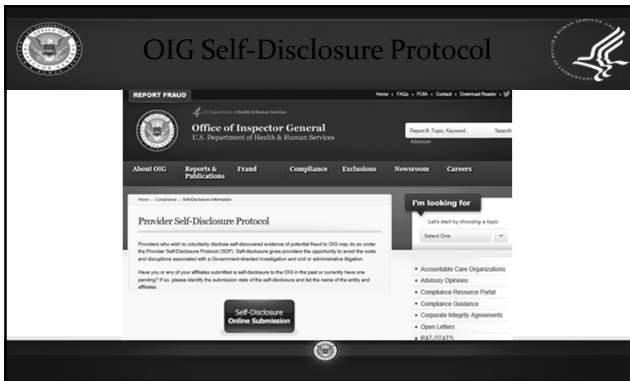 OIG Self-Disclosure Protocol
REPORT FRAUD
Home • FAQs • FOIA • Contact • Download Reader •
U.S. Department of Health & Human Services
Office of Inspector General
U.S. Department of Health & Human Services
Report #, Topic, Keyword. Search
Advanced
About OIG Reports & Publications Fraud Compliance Exclusions Newsroom Careers
Home > Compliance > Self-Disclosure Information
I'm looking for
Let's start by choosing a topic
Select One
Provider Self-Disclosure Protocol
Providers who wish to voluntarily disclose self-discovered evidence of potential fraud to OIG may do so under
the Provider Self-Disclosure Protocol (SDP). Self-disclosure gives providers the opportunity to avoid the costs
and disruptions associated with a Government-directed investigation and civil or administrative litigation.
Have you or any of your affiliates submitted a self-disclosure to the OIG in the past or currently have one
pending? If so, please identify the submission date of the self-disclosure and list the name of the entity and
affiliates.
Self-Disclosure
Online Submission
• Accountable Care Organizations
• Advisory Opinions
• Compliance Resource Portal
• Compliance Guidance
• Corporate Integrity Agreements
• Open Letters
• RAT-STATS